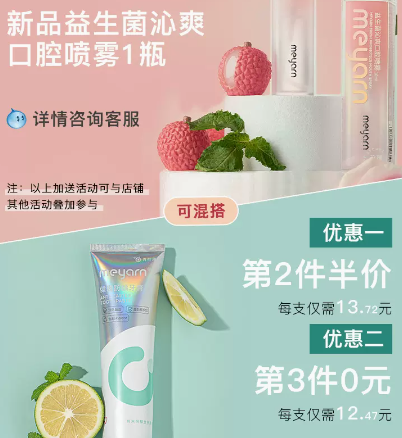 新品益生菌沁爽
口腔喷雾1瓶
详情咨询客服
注：以上加送活动可与店铺
其他活动叠加参与
meyarn
meyarn
可混搭
优惠一
第2件半价
每支仅需13.72元
优惠二
第3件0元
每支仅需12.47元
meyarn